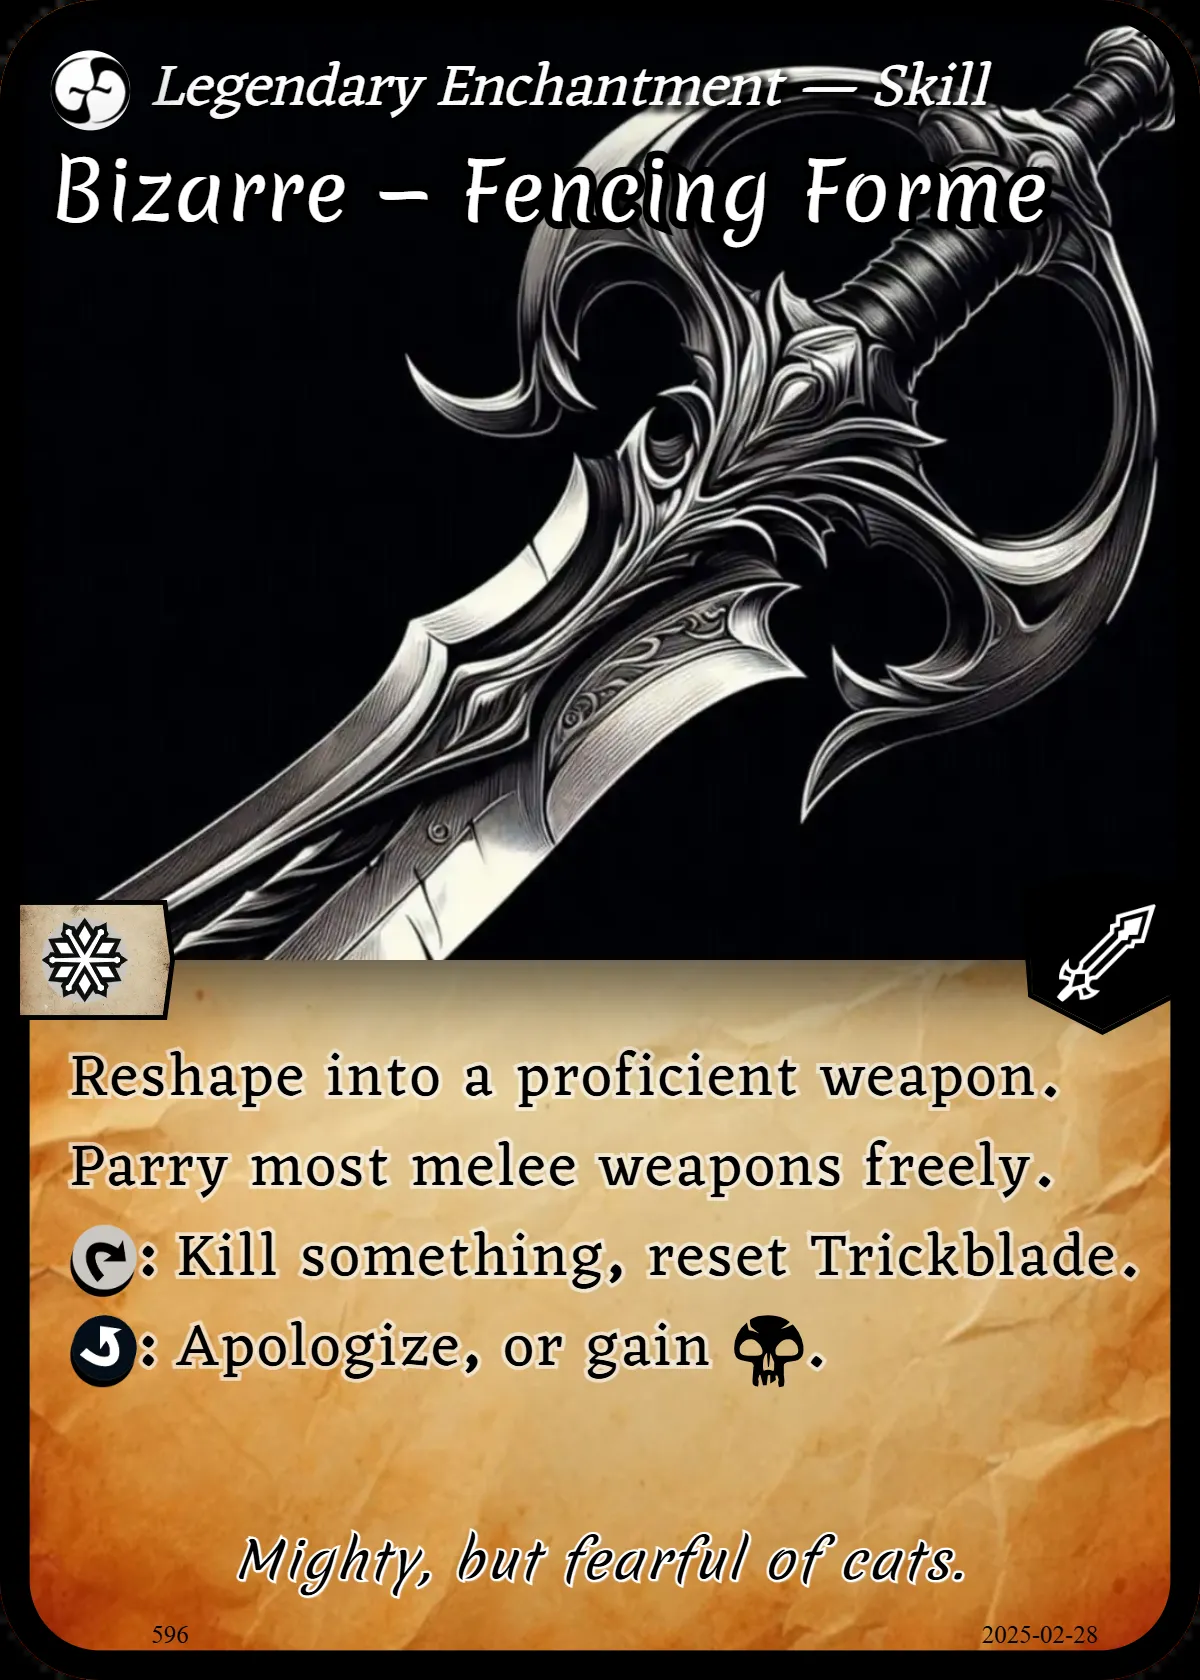 Legendary Enchantment — Skill
Bizarre – Fencing Forme
Reshape into a proficient weapon.
Parry most melee weapons freely.
: Kill something, reset Trickblade.
: Apologize, or gain .
Mighty, but fearful of cats.
596
2025-02-28